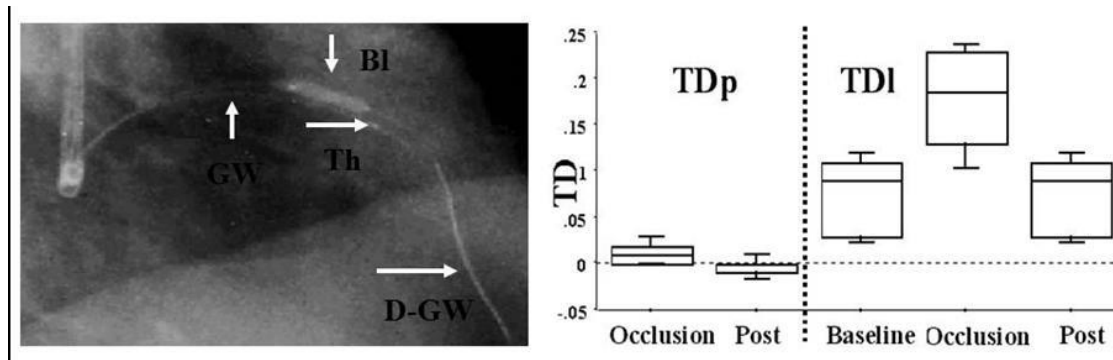 Bl
Th
GW
D-GW
TD
.25
.2
.15
.1
.05
0
-.05
TDp
TDl
Occlusion Post Baseline Occlusion Post